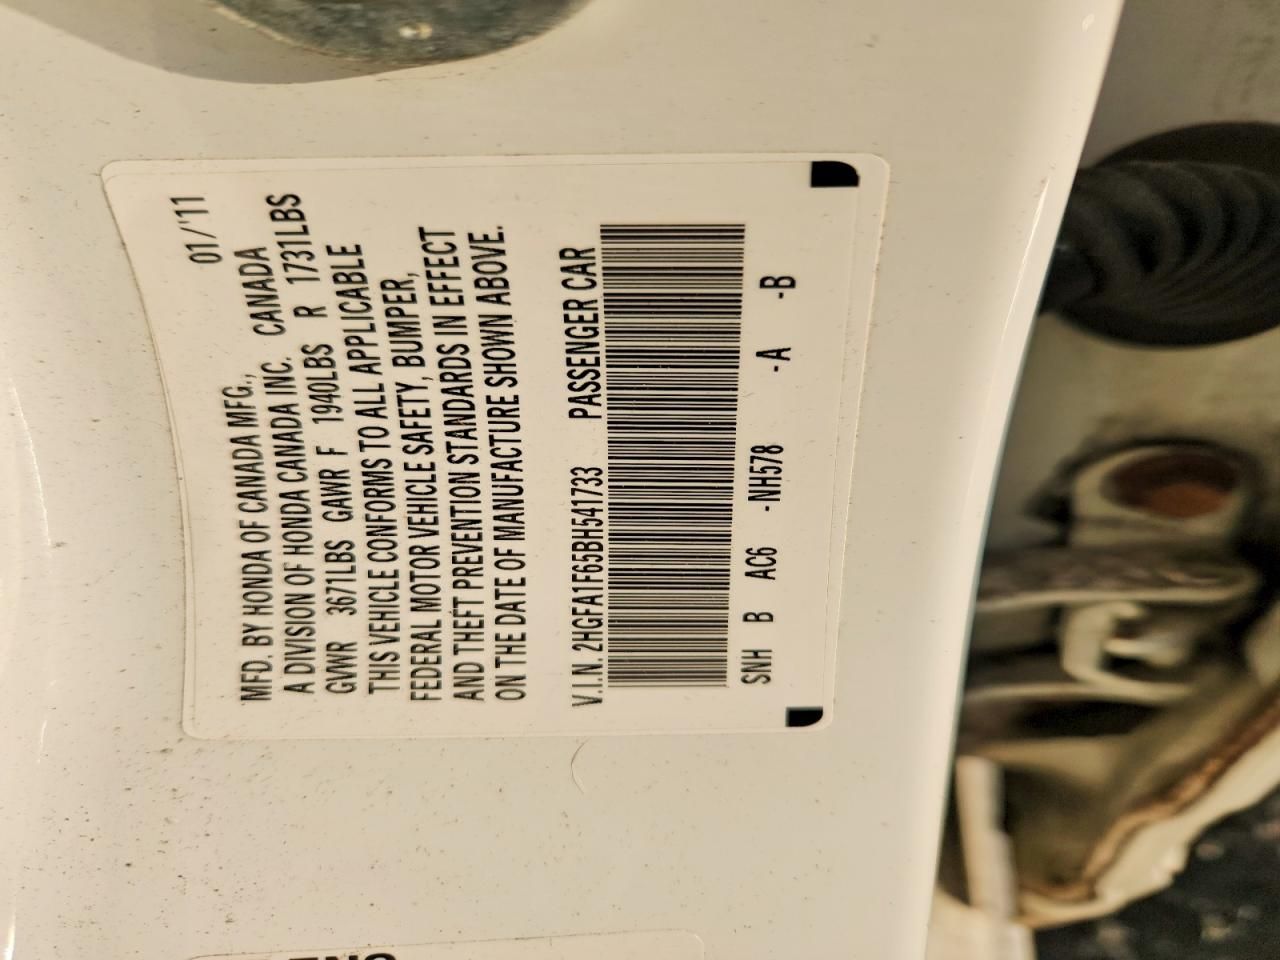 01/'11
MFD. BY HONDA OF CANADA MFG.,
A DIVISION OF HONDA CANADA INC. CANADA
GVWR 3671LBS GAWR F 1940LBS R 1731LBS
THIS VEHICLE CONFORMS TO ALL APPLICABLE
FEDERAL MOTOR VEHICLE SAFETY, BUMPER,
AND THEFT PREVENTION STANDARDS IN EFFECT
ON THE DATE OF MANUFACTURE SHOWN ABOVE.
V.I.N. 2HGFA1F65BH541733 PASSENGER CAR
SNH B AC6 -NH578 -A -B